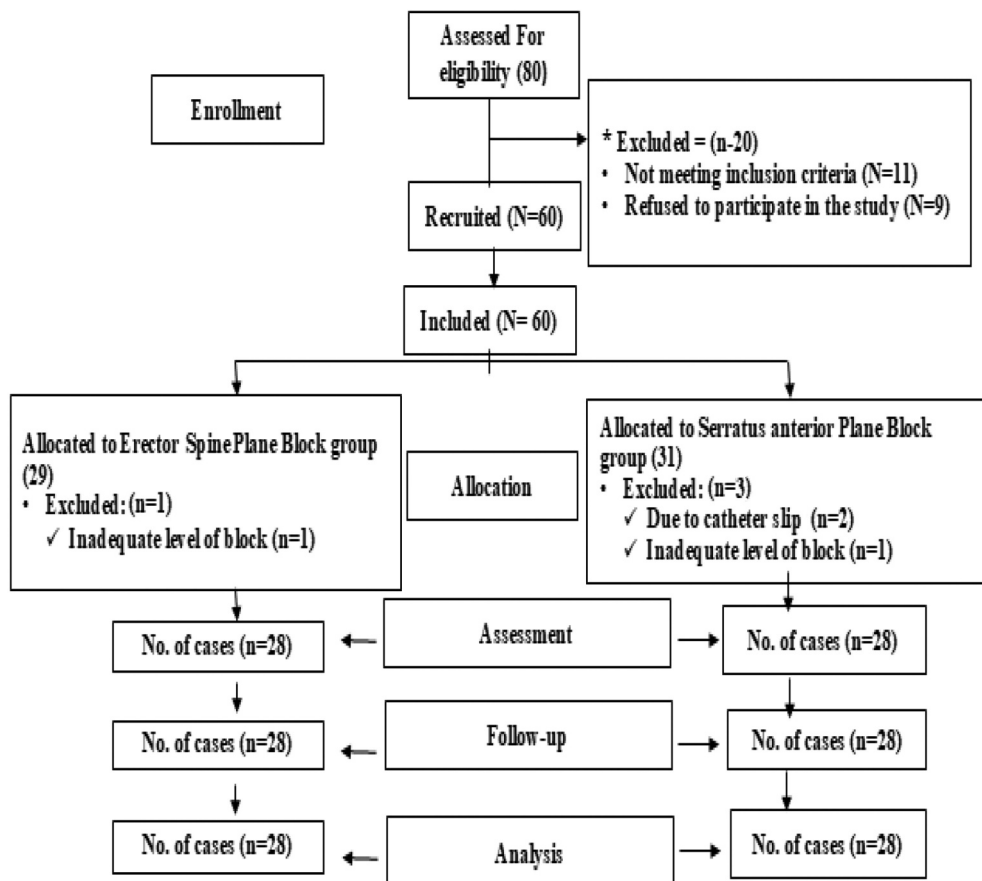 Assessed For
eligibility (80)
Enrollment
* Excluded = (n-20)
• Not meeting inclusion criteria (N=11)
• Refused to participate in the study (N=9)
Recruited (N=60)
Included (N= 60)
Allocated to Erector Spine Plane Block group
(29)
• Excluded: (n=1)
✓ Inadequate level of block (n=1)
Allocation
Allocated to Serratus anterior Plane Block
group (31)
• Excluded: (n=3)
✓ Due to catheter slip (n=2)
✓ Inadequate level of block (n=1)
No. of cases (n=28)
Assessment
No. of cases (n=28)
No. of cases (n=28)
Follow-up
No. of cases (n=28)
No. of cases (n=28)
Analysis
No. of cases (n=28)